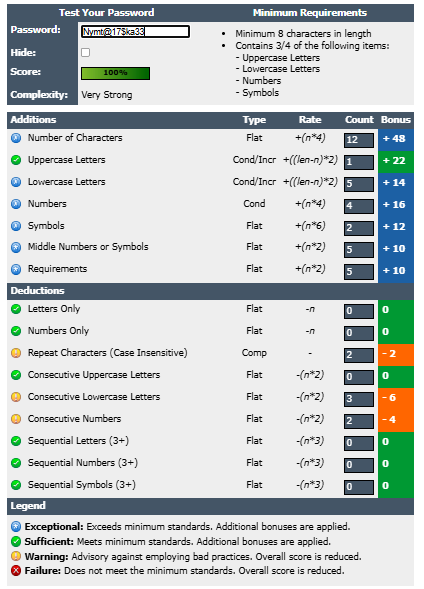 Test Your Password
Minimum Requirements
Password: Nymt@17$ka33
Hide:
Score: 100%
Complexity: Very Strong
• Minimum 8 characters in length
• Contains 3/4 of the following items:
- Uppercase Letters
- Lowercase Letters
- Numbers
- Symbols
Additions Type Rate Count Bonus
Number of Characters Flat +(n*4) 12 + 48
Uppercase Letters Cond/Incr +((len-n)*2) 1 + 22
Lowercase Letters Cond/Incr +((len-n)*2) 5 + 14
Numbers Cond +(n*4) 4 + 16
Symbols Flat +(n*6) 2 + 12
Middle Numbers or Symbols Flat +(n*2) 5 + 10
Requirements Flat +(n*2) 5 + 10
Deductions
Letters Only Flat -n 0 0
Numbers Only Flat -n 0 0
Repeat Characters (Case Insensitive) Comp - 2 - 2
Consecutive Uppercase Letters Flat -(n*2) 0 0
Consecutive Lowercase Letters Flat -(n*2) 3 - 6
Consecutive Numbers Flat -(n*2) 2 - 4
Sequential Letters (3+) Flat -(n*3) 0 0
Sequential Numbers (3+) Flat -(n*3) 0 0
Sequential Symbols (3+) Flat -(n*3) 0 0
Legend
Exceptional: Exceeds minimum standards. Additional bonuses are applied.
Sufficient: Meets minimum standards. Additional bonuses are applied.
Warning: Advisory against employing bad practices. Overall score is reduced.
Failure: Does not meet the minimum standards. Overall score is reduced.